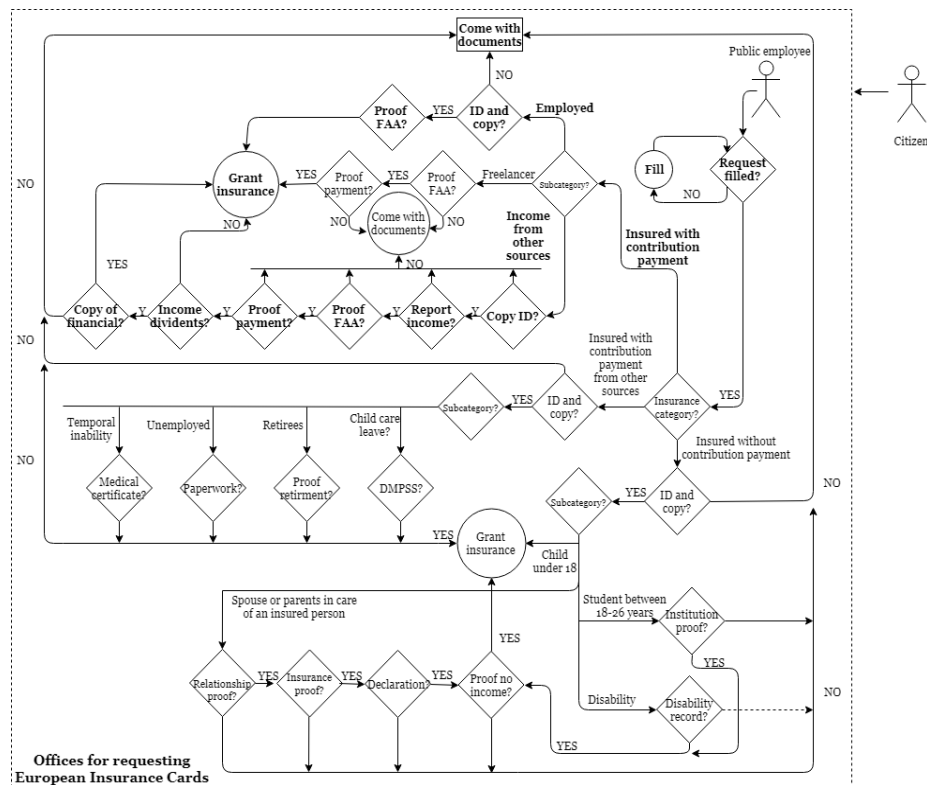 Come with
documents
Public employee
Citizen
NO
Employed
ID and
copy?
YES
Proof
FAA?
Request
filled?
Fill
NO
Grant
insurance
YES
Proof
payment?
YES
Proof
FAA?
Freelancer
Subcategory?
NO
NO
NO
Come with
documents
NO
Income
from
other
sources
Insured with
contribution
payment
YES
NO
Copy of
financial?
Y
Income
dividents?
Y
Proof
payment?
Y
Proof
FAA?
Y
Report
income?
Y
Copy ID?
NO
Insured with
contribution
payment
from other
sources
Subcategory?
YES
ID and
copy?
Insurance
category?
YES
Temporal
inability
Unemployed
Retirees
Child care
leave?
Insured without
contribution payment
NO
Medical
certificate?
Paperwork?
Proof
retirment?
DMPSS?
Subcategory?
YES
ID and
copy?
NO
YES
Grant
insurance
Child
under 18
Spouse or parents in care
of an insured person
Student between
18-26 years
Institution
proof?
YES
YES
Relationship
proof?
YES
Insurance
proof?
YES
Declaration?
YES
Proof no
income?
Disability
Disability
record?
NO
YES
Offices for requesting
European Insurance Cards